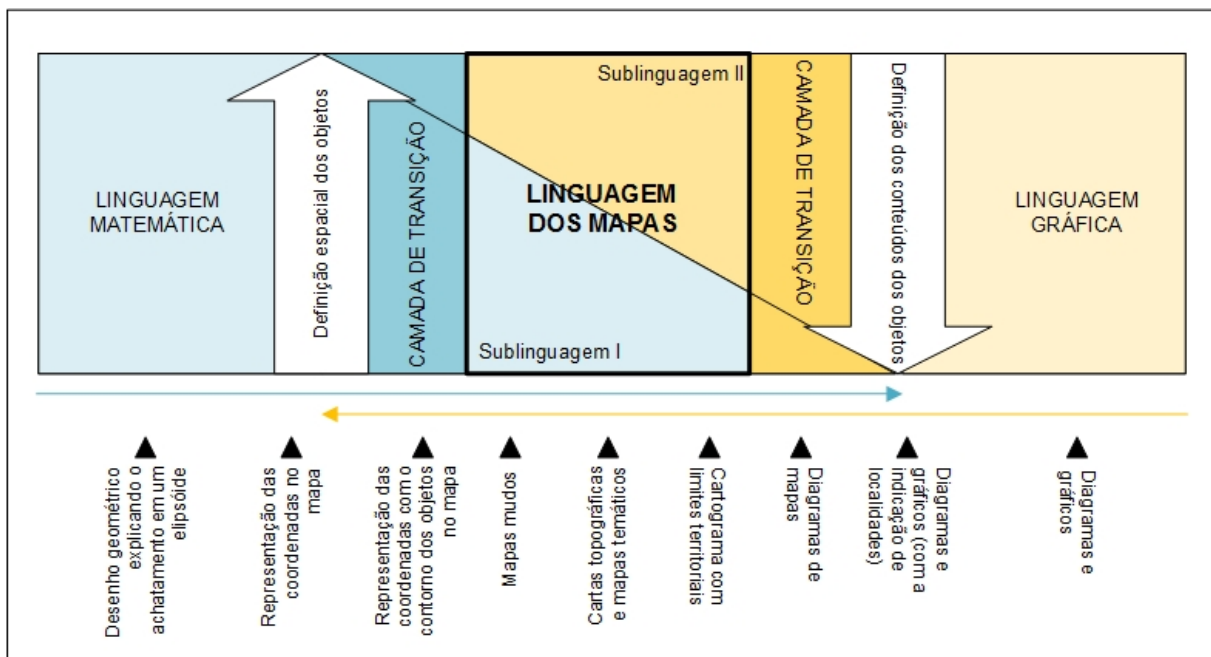 LINGUAGEM
MATEMÁTICA
Definição espacial dos objetos
CAMADA DE TRANSIÇÃO
Sublinguagem II
LINGUAGEM
DOS MAPAS
Sublinguagem I
CAMADA DE TRANSIÇÃO
Definição dos conteúdos dos objetos
LINGUAGEM
GRÁFICA
Desenho geométrico
explicando o
achatamento em um
elipsóide
Representação das
coordenadas no
mapa
Representação das
coordenadas com o
contorno dos objetos
no mapa
Mapas mudos
Cartas topográficas
e mapas temáticos
Cartograma com
limites territoriais
Diagramas de
mapas
Diagramas e
gráficos (com a
indicação de
localidades)
Diagramas e
gráficos